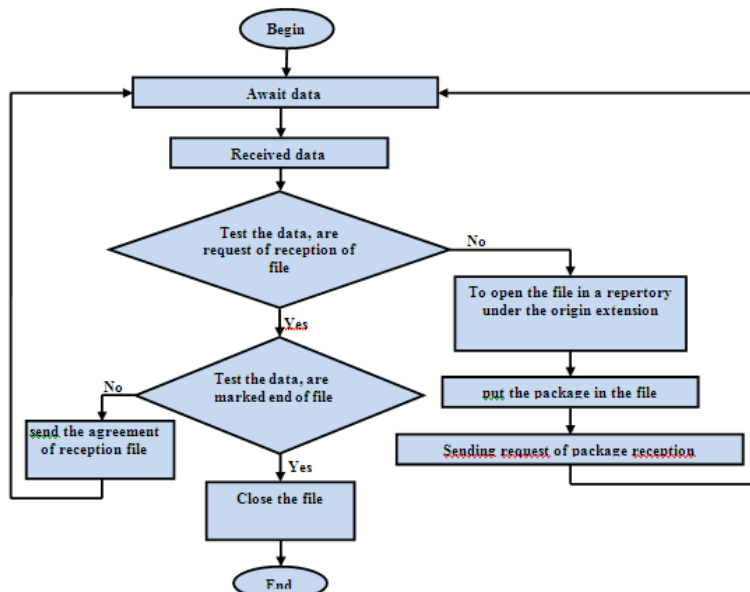 Begin
Await data
Received data
Test the data, are
request of reception of
file
No
To open the file in a repertory
under the origin extension
Yes
Test the data, are
marked end of file
No
put the package in the file
send the agreement
of reception file
Sending request of package reception
Yes
Close the file
End